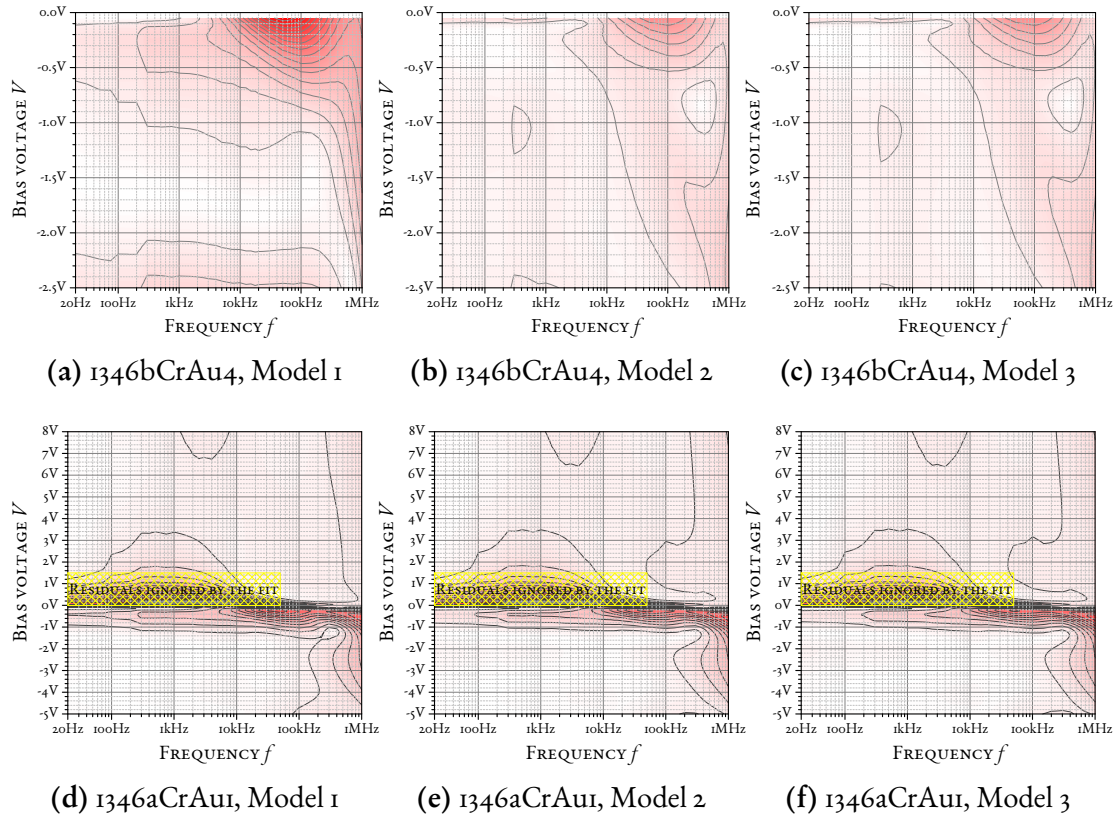 0.0V
-0.5V
-1.0V
-1.5V
-2.0V
-2.5V
20Hz 100Hz 1kHz 10kHz 100kHz 1MHz
Bias voltage V
Frequency f
(a) 1346bCrAu4, Model 1
0.0V
-0.5V
-1.0V
-1.5V
-2.0V
-2.5V
20Hz 100Hz 1kHz 10kHz 100kHz 1MHz
Bias voltage V
Frequency f
(b) 1346bCrAu4, Model 2
0.0V
-0.5V
-1.0V
-1.5V
-2.0V
-2.5V
20Hz 100Hz 1kHz 10kHz 100kHz 1MHz
Bias voltage V
Frequency f
(c) 1346bCrAu4, Model 3
8V
7V
6V
5V
4V
3V
2V
1V
0V
-1V
-2V
-3V
-4V
-5V
Residuals ignored by the fit
20Hz 100Hz 1kHz 10kHz 100kHz 1MHz
Bias voltage V
Frequency f
(d) 1346aCrAu1, Model 1
8V
7V
6V
5V
4V
3V
2V
1V
0V
-1V
-2V
-3V
-4V
-5V
Residuals ignored by the fit
20Hz 100Hz 1kHz 10kHz 100kHz 1MHz
Bias voltage V
Frequency f
(e) 1346aCrAu1, Model 2
8V
7V
6V
5V
4V
3V
2V
1V
0V
-1V
-2V
-3V
-4V
-5V
Residuals ignored by the fit
20Hz 100Hz 1kHz 10kHz 100kHz 1MHz
Bias voltage V
Frequency f
(f) 1346aCrAu1, Model 3